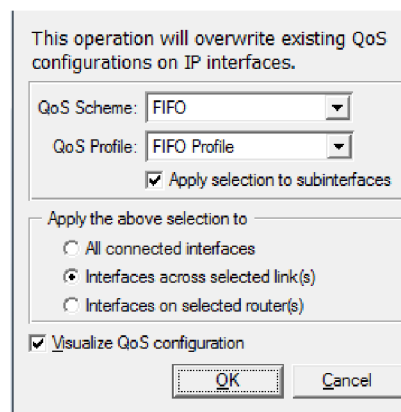 This operation will overwrite existing QoS
configurations on IP interfaces.
QoS Scheme: FIFO
QoS Profile: FIFO Profile
Apply selection to subinterfaces
Apply the above selection to
All connected interfaces
Interfaces across selected link(s)
Interfaces on selected router(s)
Visualize QoS configuration
OK Cancel